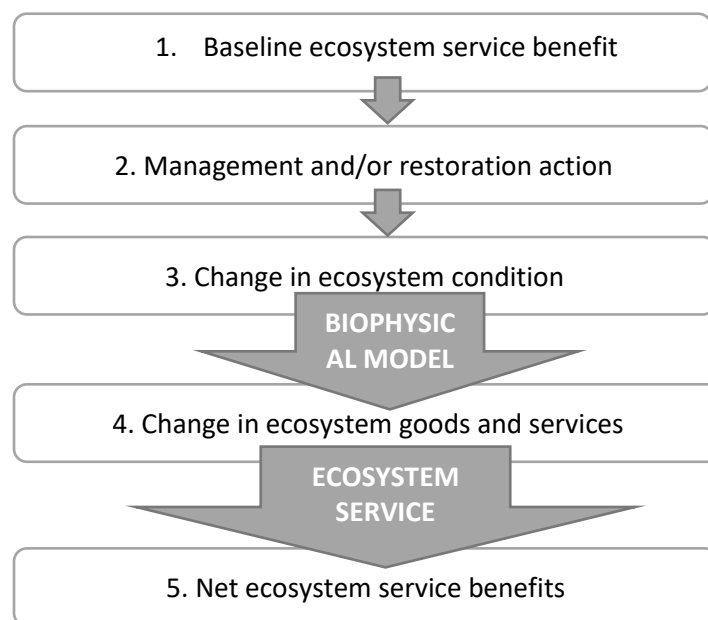 1. Baseline ecosystem service benefit
2. Management and/or restoration action
3. Change in ecosystem condition
BIOPHYSIC
AL MODEL
4. Change in ecosystem goods and services
ECOSYSTEM
SERVICE
5. Net ecosystem service benefits